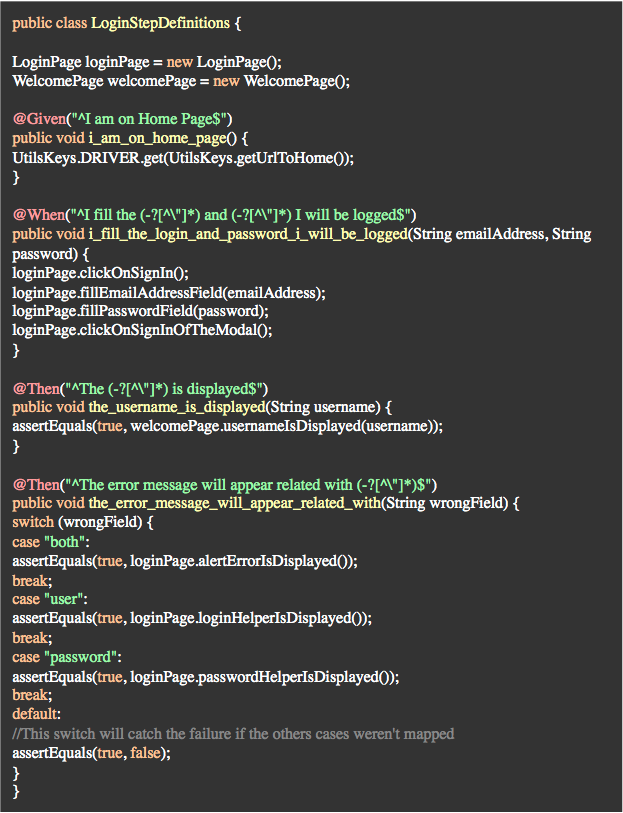 public class LoginStepDefinitions {
LoginPage loginPage = new LoginPage();
WelcomePage welcomePage = new WelcomePage();
@Given("^I am on Home Page$")
public void i_am_on_home_page() {
UtilsKeys.DRIVER.get(UtilsKeys.getUrlToHome());
}
@When("^I fill the (-?[^\"]*) and (-?[^\"]*) I will be logged$")
public void i_fill_the_login_and_password_i_will_be_logged(String emailAddress, String
password) {
loginPage.clickOnSignIn();
loginPage.fillEmailAddressField(emailAddress);
loginPage.fillPasswordField(password);
loginPage.clickOnSignInOfTheModal();
}
@Then("^The (-?[^\"]*) is displayed$")
public void the_username_is_displayed(String username) {
assertEquals(true, welcomePage.usernameIsDisplayed(username));
}
@Then("^The error message will appear related with (-?[^\"]*)$")
public void the_error_message_will_appear_related_with(String wrongField) {
switch (wrongField) {
case "both":
assertEquals(true, loginPage.alertErrorIsDisplayed());
break;
case "user":
assertEquals(true, loginPage.loginHelperIsDisplayed());
break;
case "password":
assertEquals(true, loginPage.passwordHelperIsDisplayed());
break;
default:
//This switch will catch the failure if the others cases weren't mapped
assertEquals(true, false);
}
}